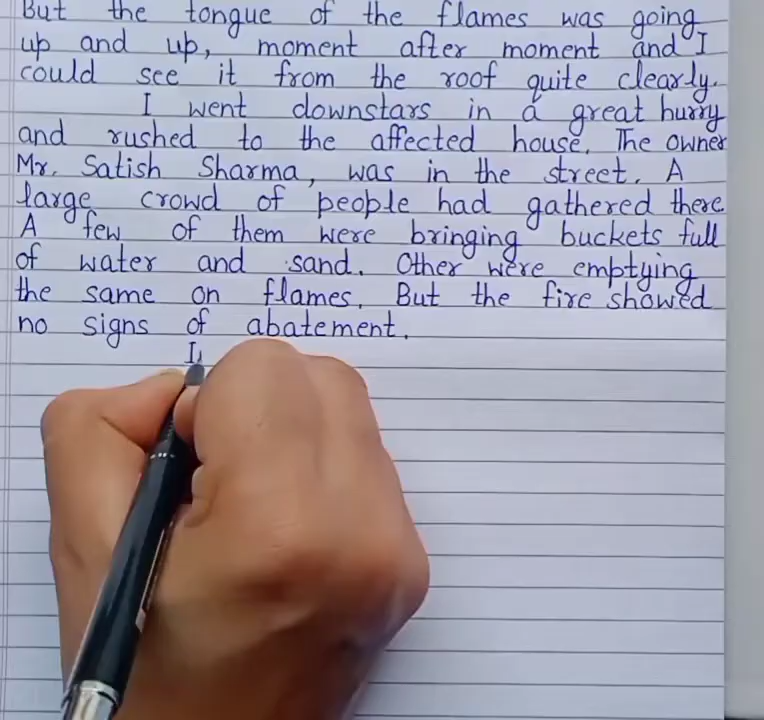 But the tongue of the flames was going
up and up, moment after moment and I
could see it from the roof quite clearly.
I went downstars in a great hurry
and rushed to the affected house. The owner
Mr. Satish Sharma, was in the street. A
large crowd of people had gathered there
A few of them were bringing buckets full
of water and sand. Other were emptying
the same on flames. But the fire showed
no signs of abatement.